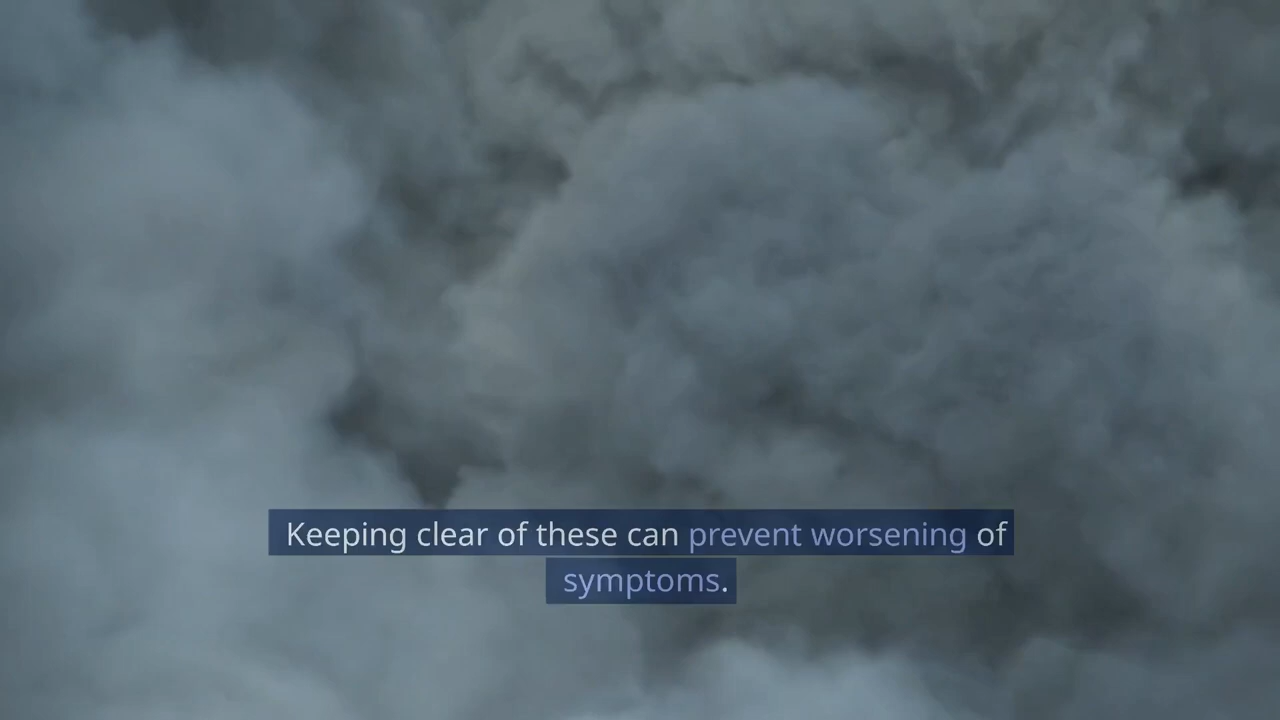 Keeping clear of these can prevent worsening of
symptoms.